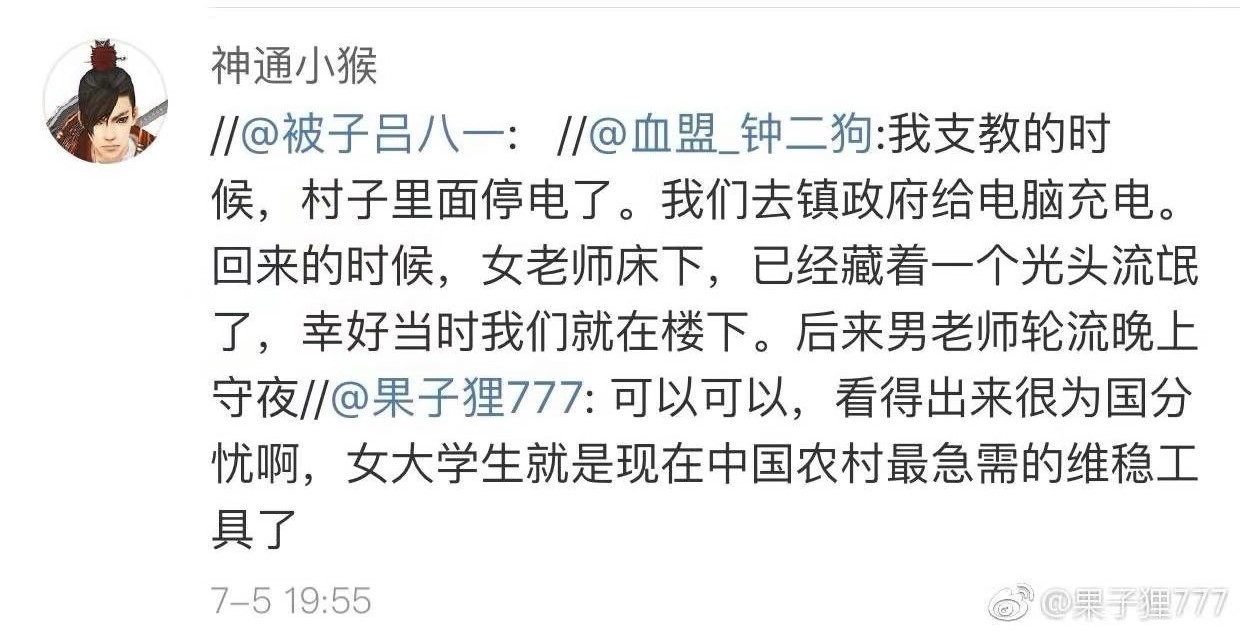 神通小猴
//@被子吕八一： //@血盟_钟二狗:我支教的时
候，村子里面停电了。我们去镇政府给电脑充电。
回来的时候，女老师床下，已经藏着一个光头流氓
了，幸好当时我们就在楼下。后来男老师轮流晚上
守夜//@果子狸777: 可以可以，看得出来很为国分
忧啊，女大学生就是现在中国农村最急需的维稳工
具了
7-5 19:55
@果子狸777